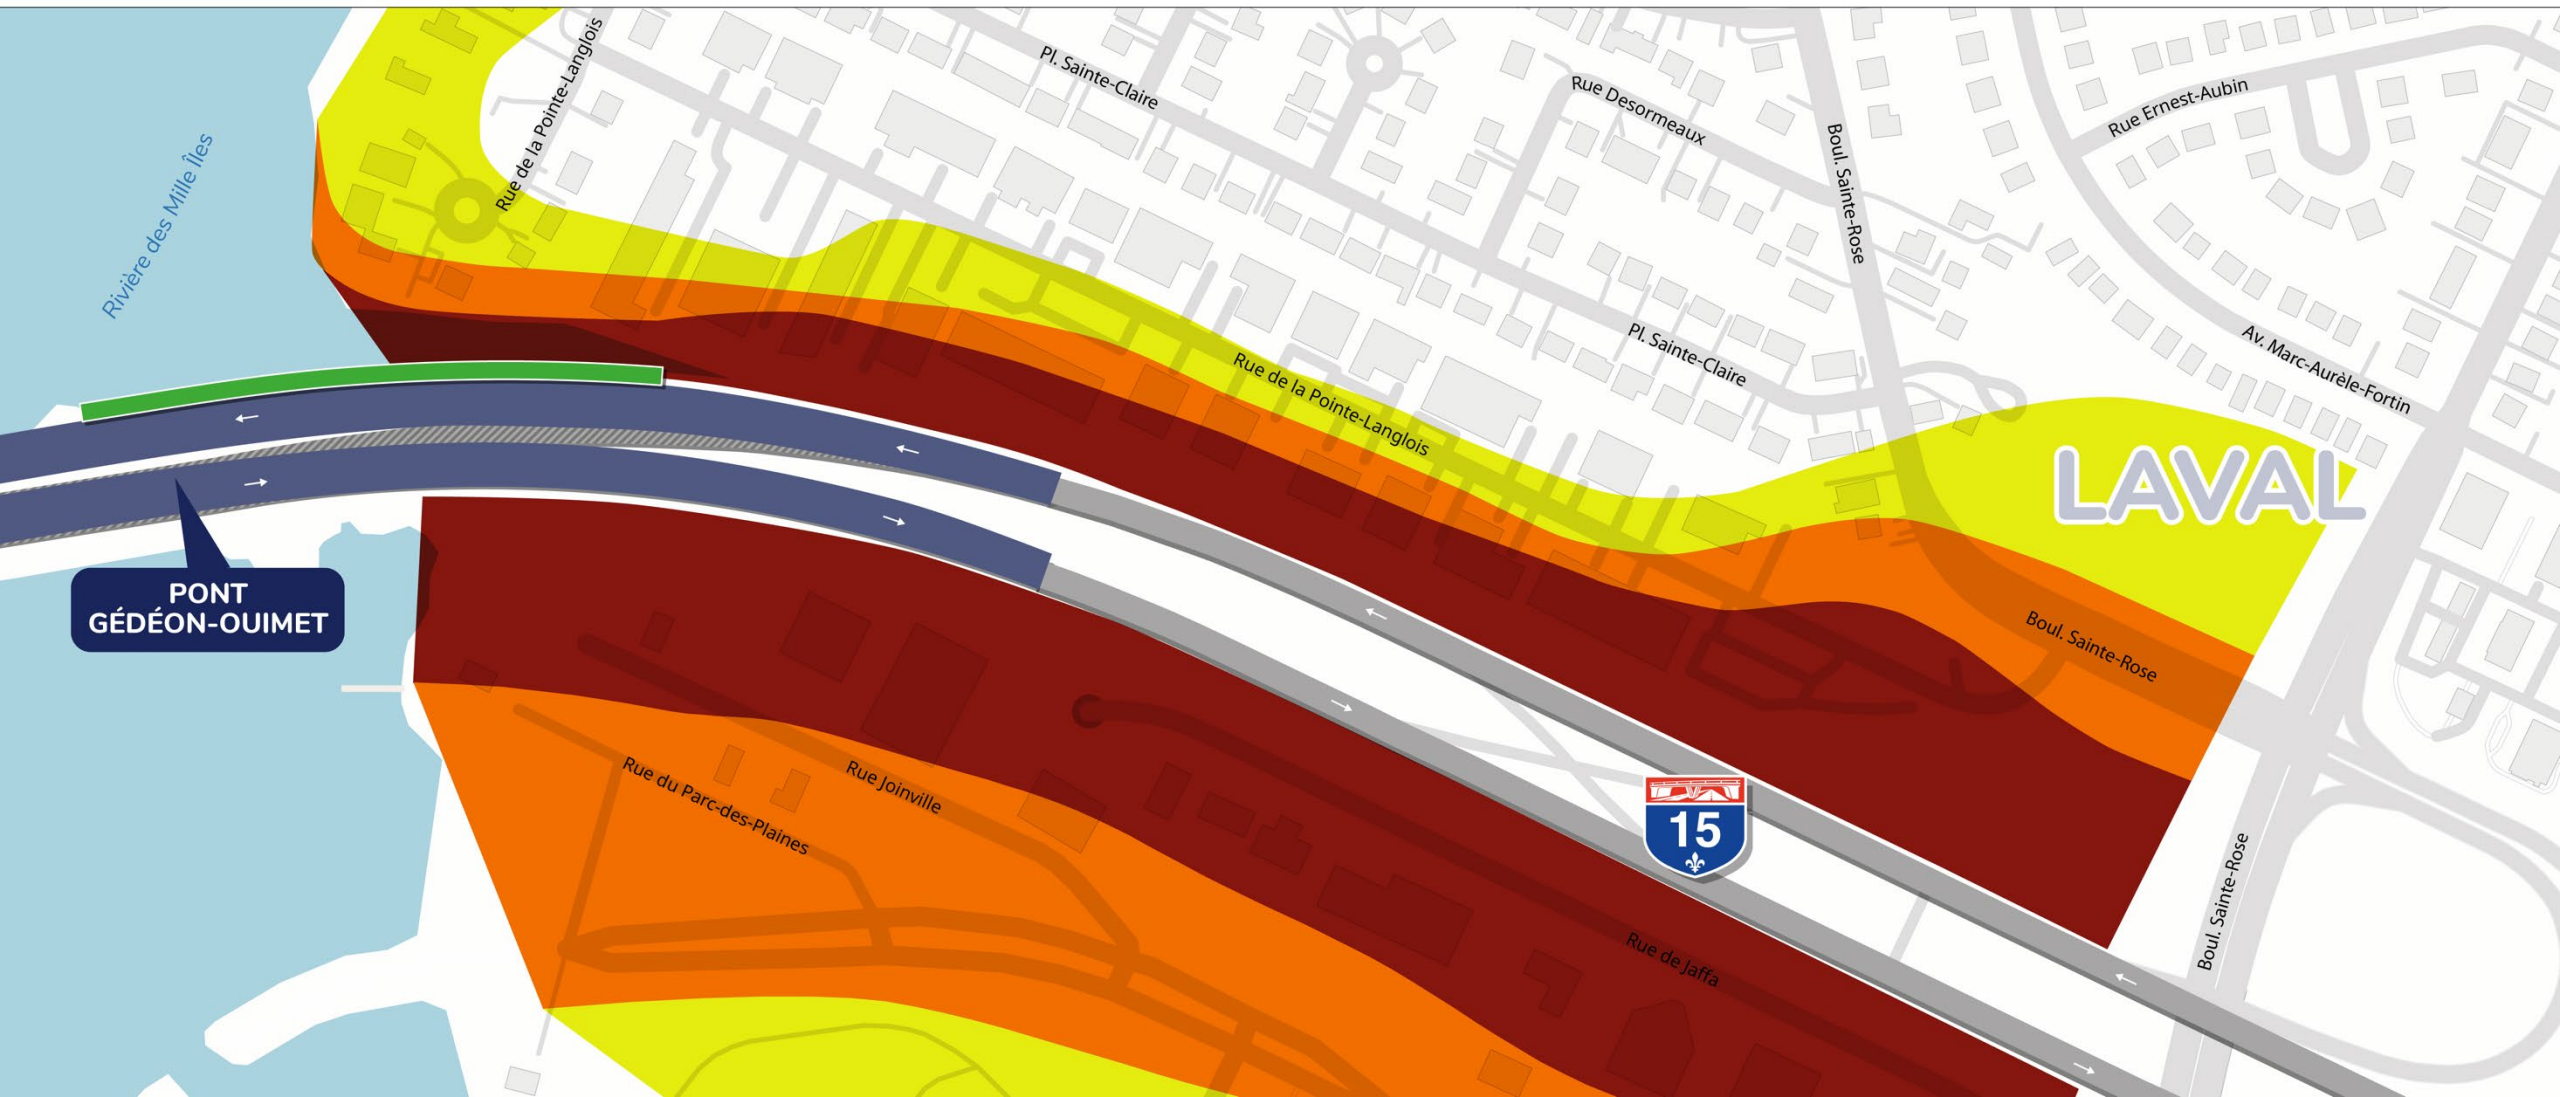 Rue de la Pointe-Langlois
Pl. Sainte-Claire
Rue Desormeaux
Rue Ernest-Aubin
Boul. Sainte-Rose
Rivière des Mille Îles
Rue de la Pointe-Langlois
Pl. Sainte-Claire
Av. Marc-Aurèle-Fortin
LAVAL
PONT
GÉDÉON-OUIMET
Boul. Sainte-Rose
Rue du Parc-des-Plaines
Rue Joinville
15
Rue de Jaffa
Boul. Sainte-Rose